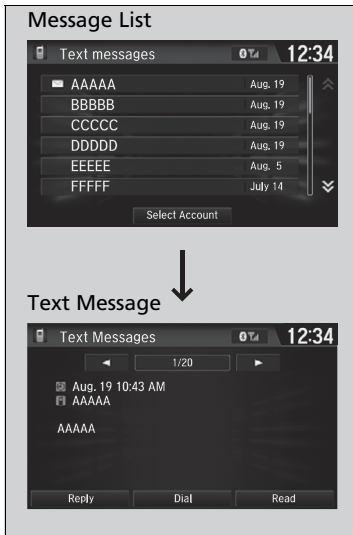 Message List
Text messages 12:34
AAAAA Aug. 19
BBBBB Aug. 19
CCCCC Aug. 19
DDDDD Aug. 19
EEEEE Aug. 5
FFFFF July 14
Select Account
Text Message
Text Messages 12:34
1/20
Aug. 19 10:43 AM
AAAAA
AAAAA
Reply Dial Read